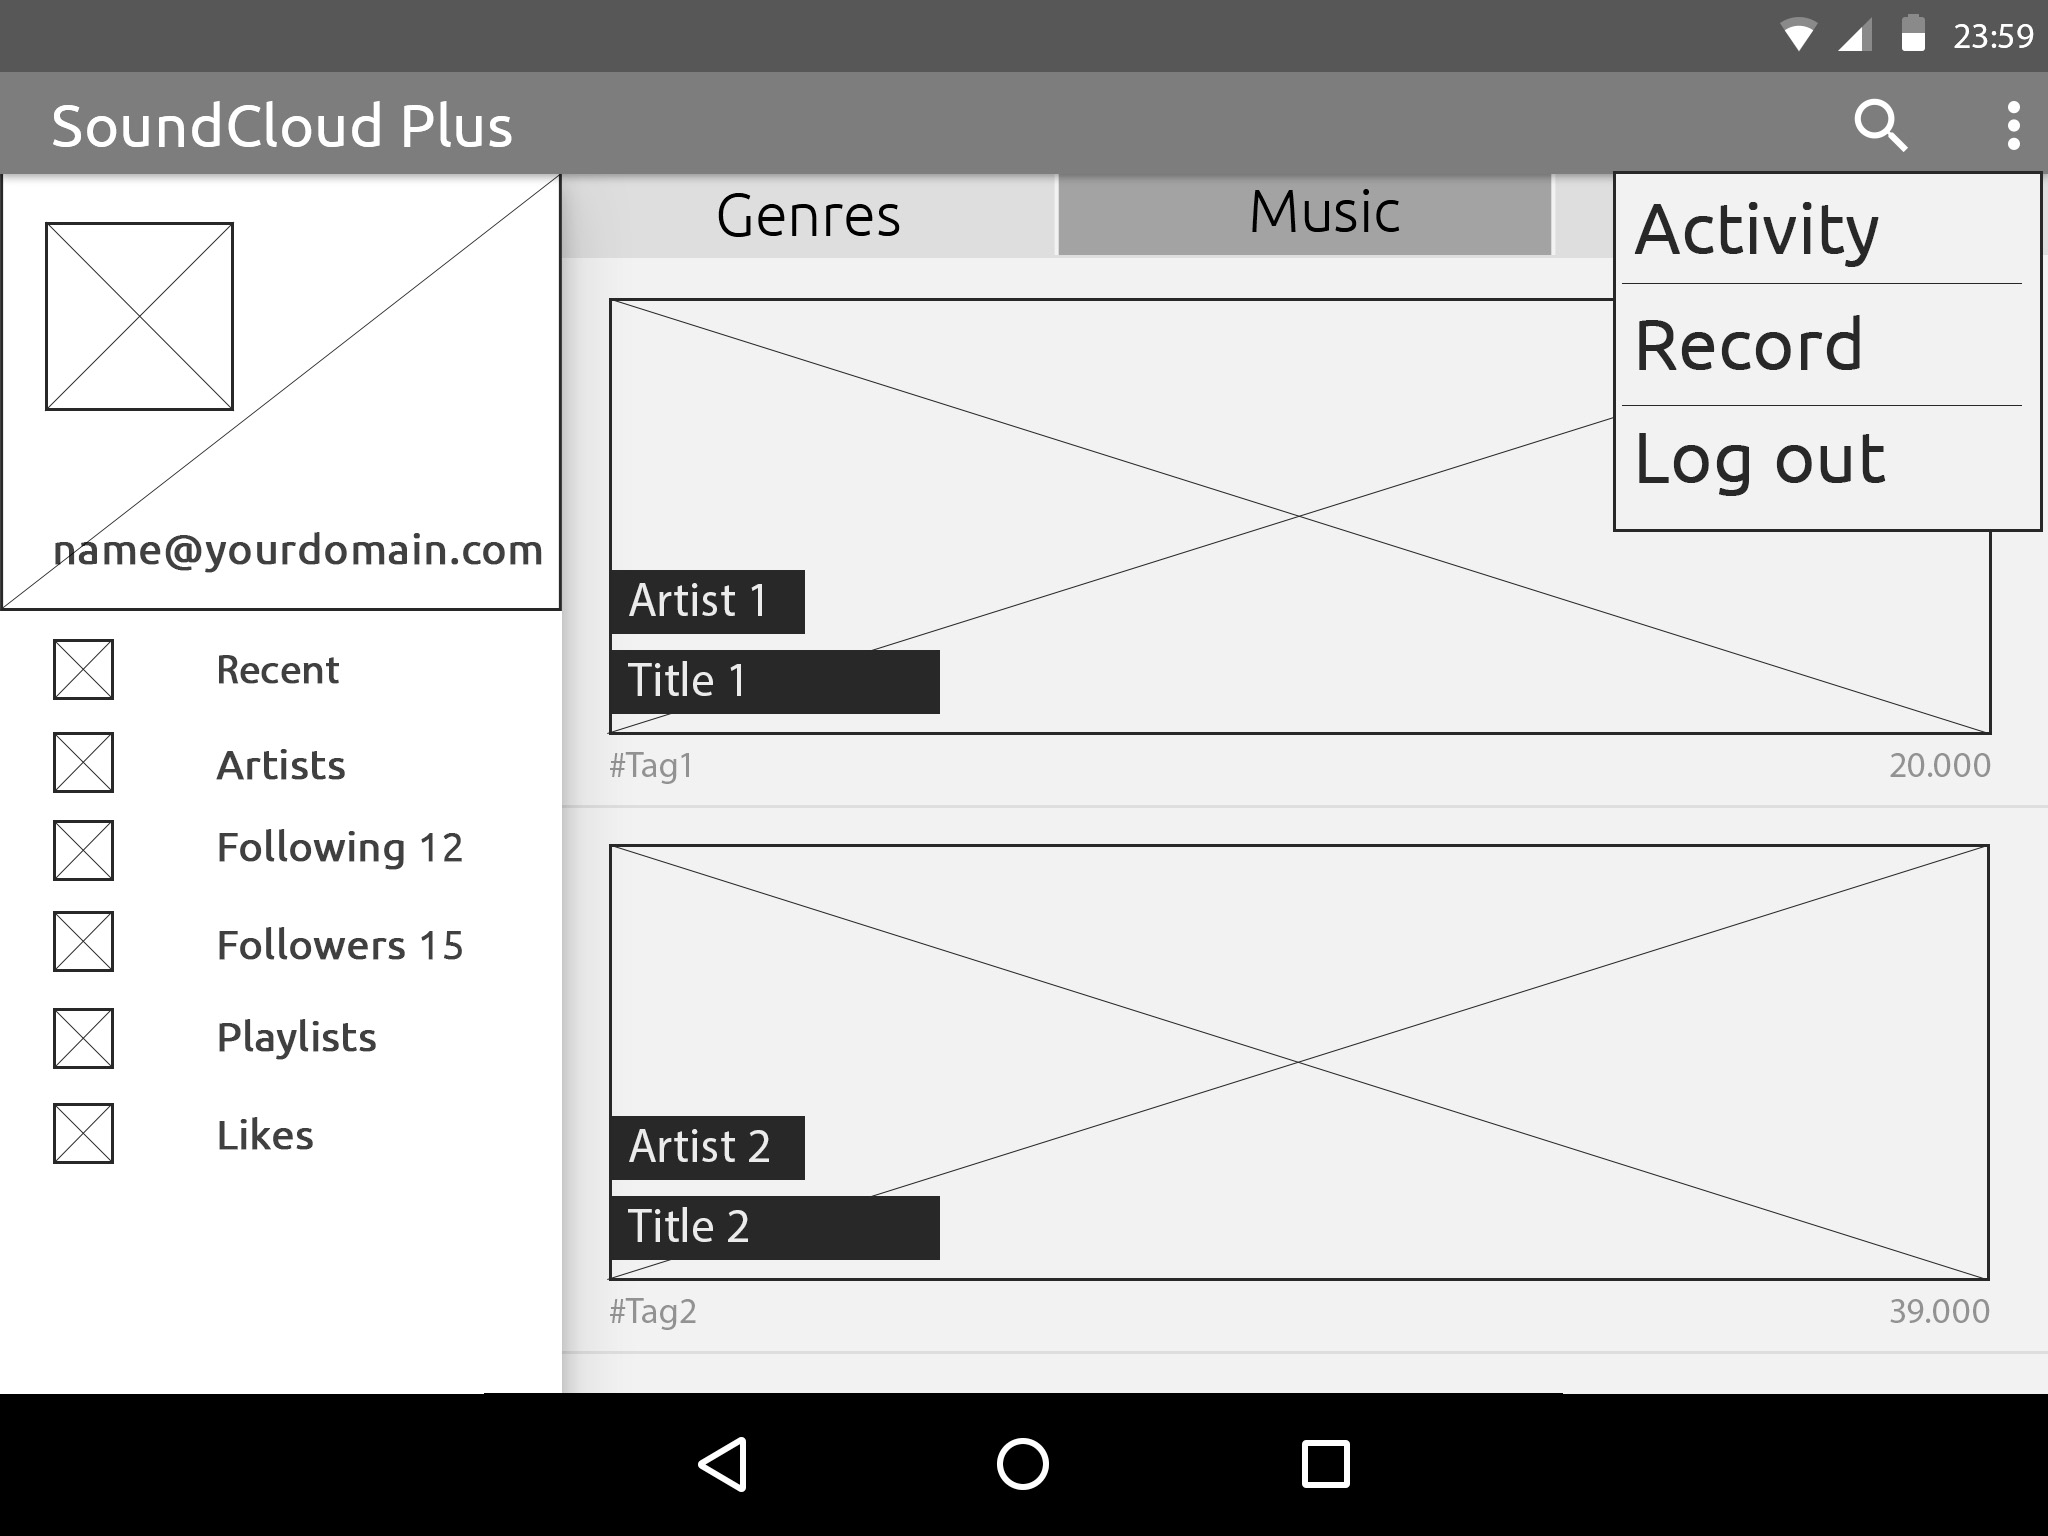 23:59
SoundCloud Plus
Genres
Music
Activity
Record
Log out
name@yourdomain.com
Recent
Artists
Following 12
Followers 15
Playlists
Likes
Artist 1
Title 1
#Tag1
20.000
Artist 2
Title 2
#Tag2
39.000